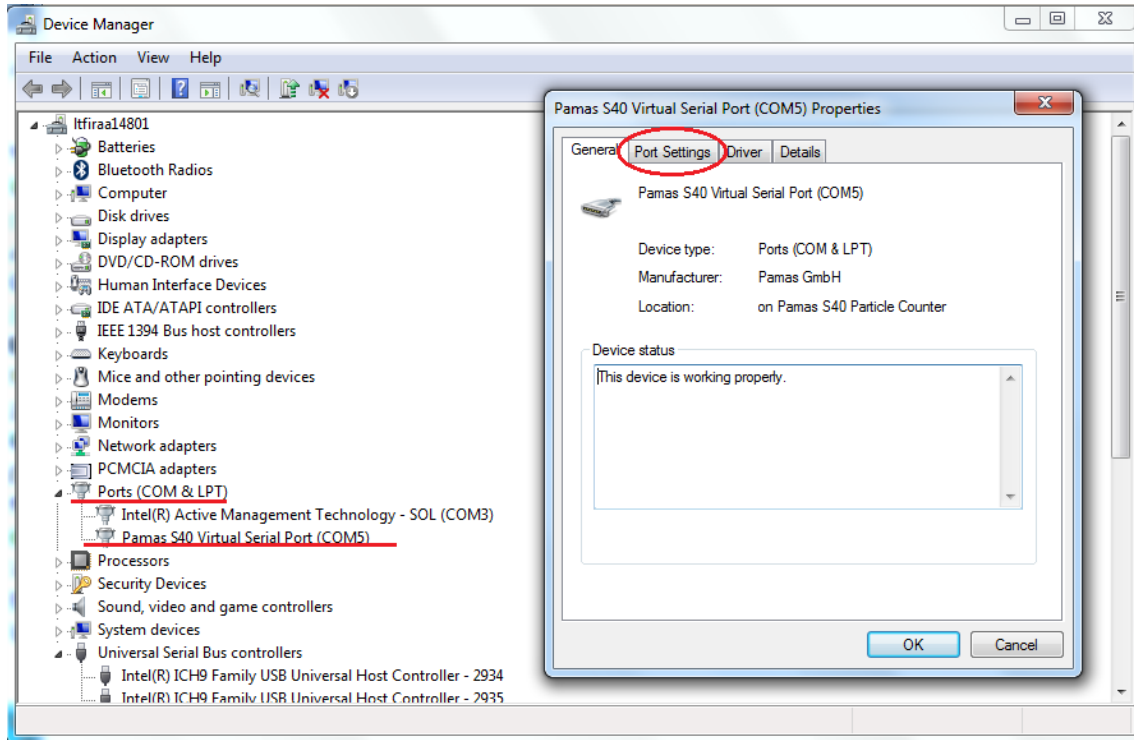 Device Manager
File Action View Help
ltfiraa14801
Batteries
Bluetooth Radios
Computer
Disk drives
Display adapters
DVD/CD-ROM drives
Human Interface Devices
IDE ATA/ATAPI controllers
IEEE 1394 Bus host controllers
Keyboards
Mice and other pointing devices
Modems
Monitors
Network adapters
PCMCIA adapters
Ports (COM & LPT)
Intel(R) Active Management Technology - SOL (COM3)
Pamas S40 Virtual Serial Port (COM5)
Processors
Security Devices
Sound, video and game controllers
System devices
Universal Serial Bus controllers
Intel(R) ICH9 Family USB Universal Host Controller - 2934
Intel(R) ICH9 Family USB Universal Host Controller - 2935
Pamas S40 Virtual Serial Port (COM5) Properties
General Port Settings Driver Details
Pamas S40 Virtual Serial Port (COM5)
Device type: Ports (COM & LPT)
Manufacturer: Pamas GmbH
Location: on Pamas S40 Particle Counter
Device status
This device is working properly.
OK Cancel